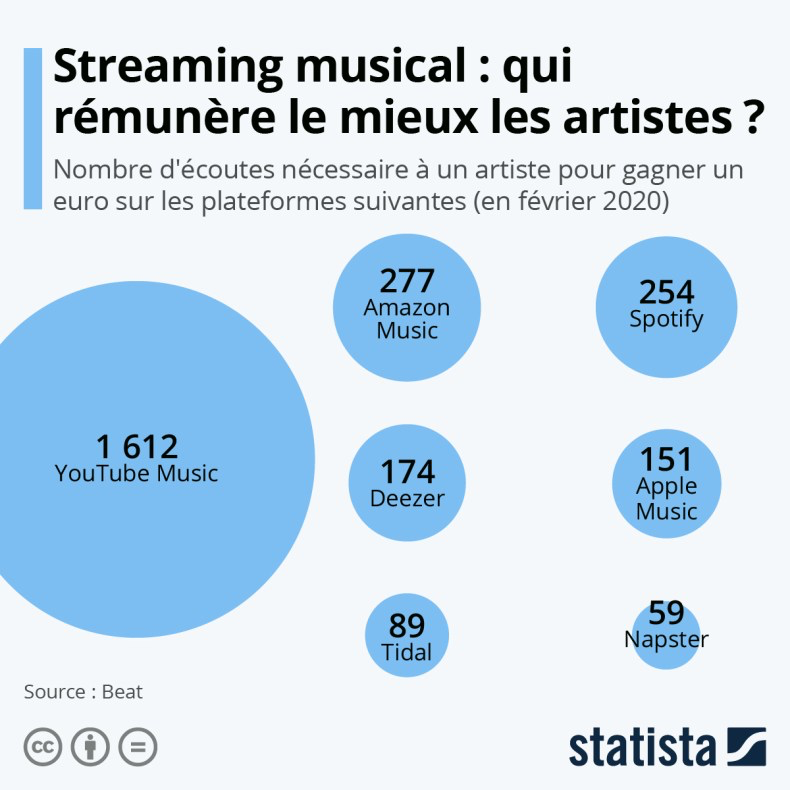 Streaming musical : qui
rémunère le mieux les artistes ?
Nombre d'écoutes nécessaire à un artiste pour gagner un
euro sur les plateformes suivantes (en février 2020)
277
Amazon
Music
254
Spotify
1 612
YouTube Music
174
Deezer
151
Apple
Music
89
Tidal
59
Napster
Source : Beat
cc
statista